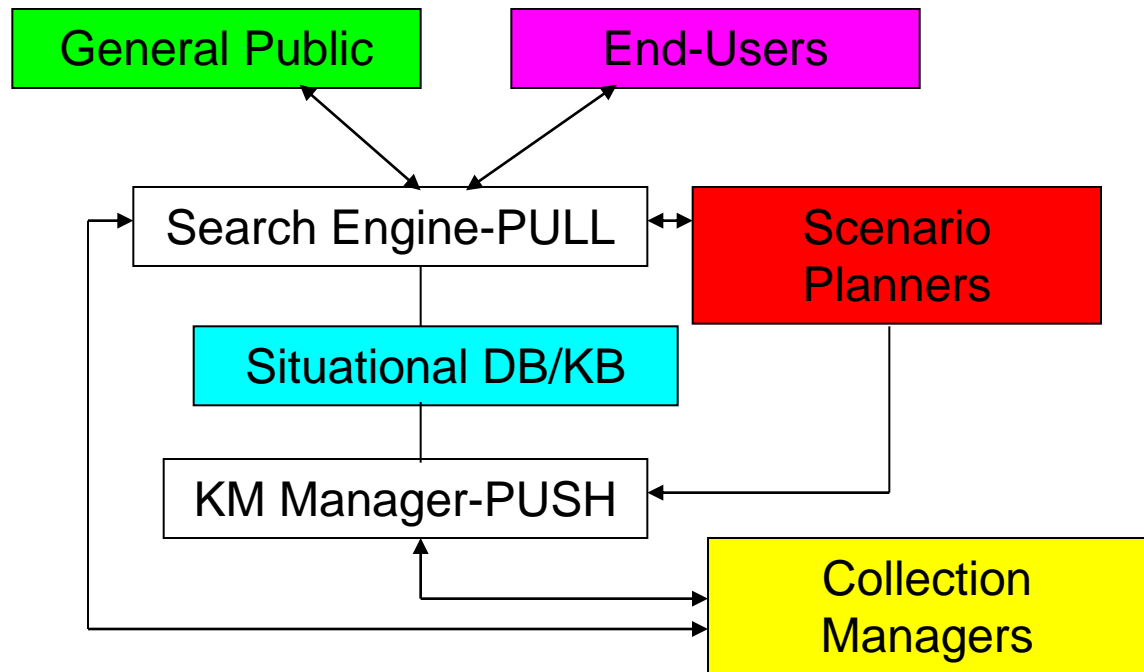 General Public
End-Users
Search Engine-PULL
Scenario
Planners
Situational DB/KB
KM Manager-PUSH
Collection
Managers